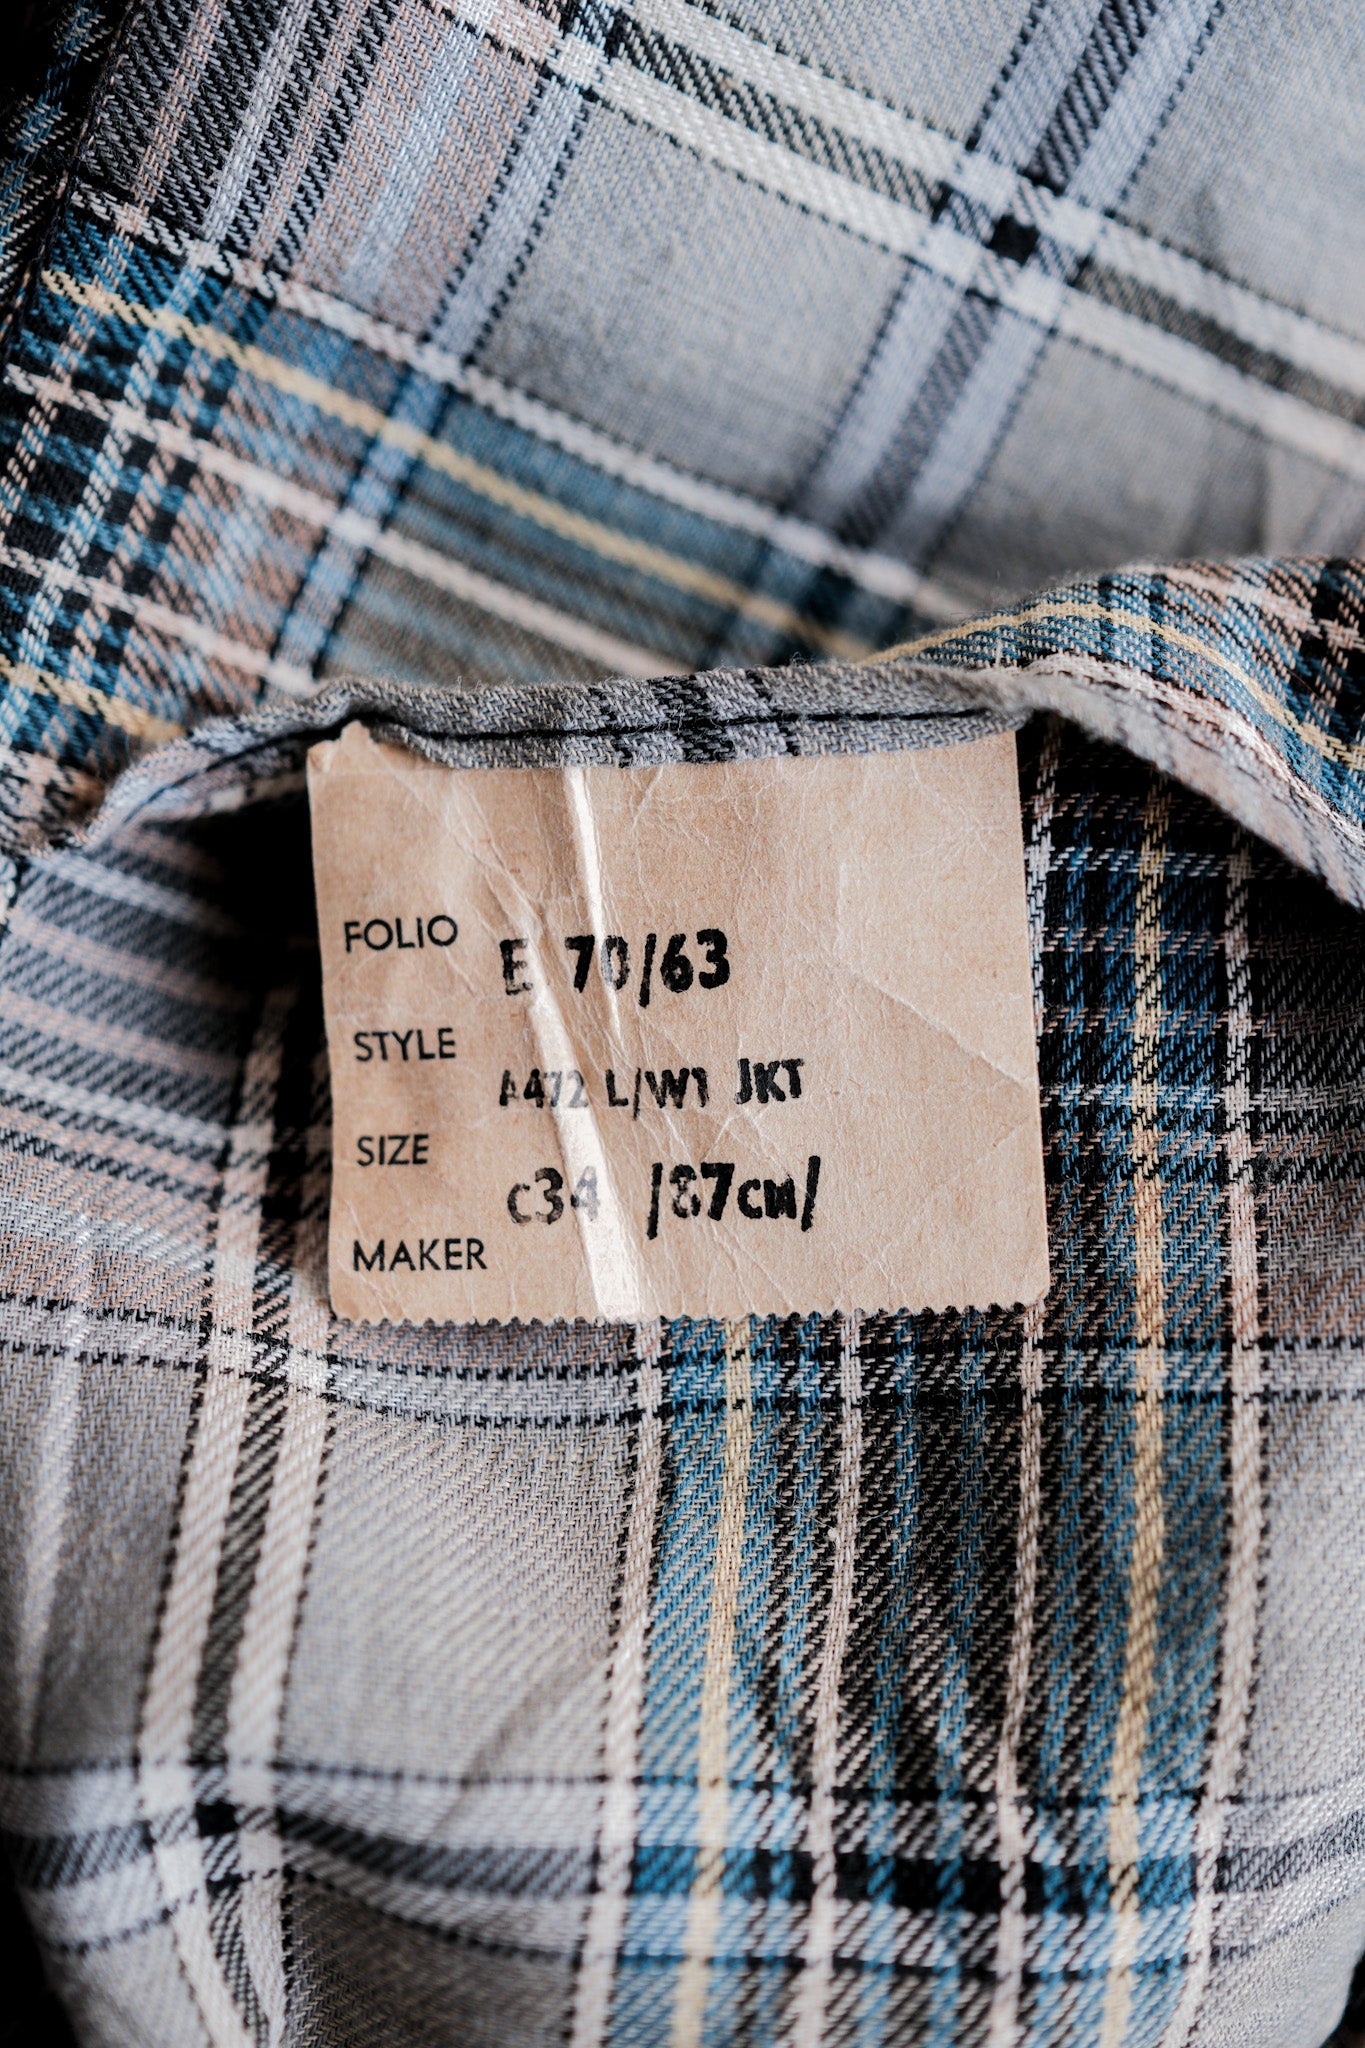 FOLIO E 70/63
STYLE A472 L/W1 JKT
SIZE C34 /87cm/
MAKER